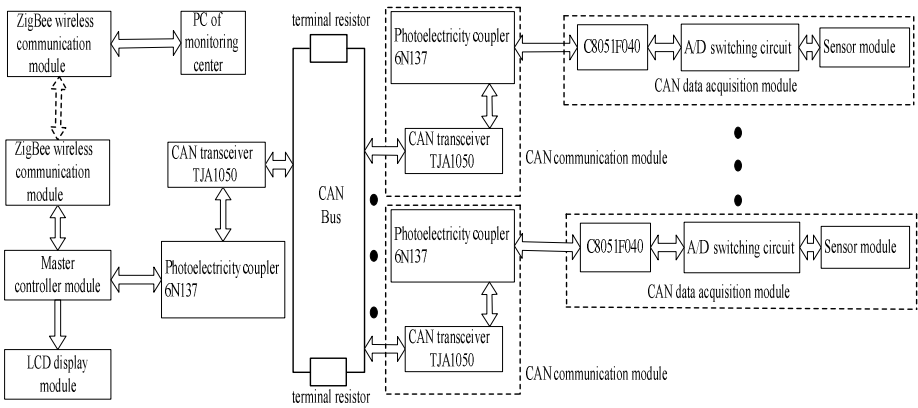 ZigBee wireless
communication
module
PC of
monitoring
center
ZigBee wireless
communication
module
Master
controller module
LCD display
module
CAN transceiver
TJA1050
Photoelectricity coupler
6N137
terminal resistor
CAN
Bus
terminal resistor
Photoelectricity coupler
6N137
CAN transceiver
TJA1050
CAN communication module
C8051F040
A/D switching circuit
Sensor module
CAN data acquisition module
Photoelectricity coupler
6N137
CAN transceiver
TJA1050
CAN communication module
C8051F040
A/D switching circuit
Sensor module
CAN data acquisition module